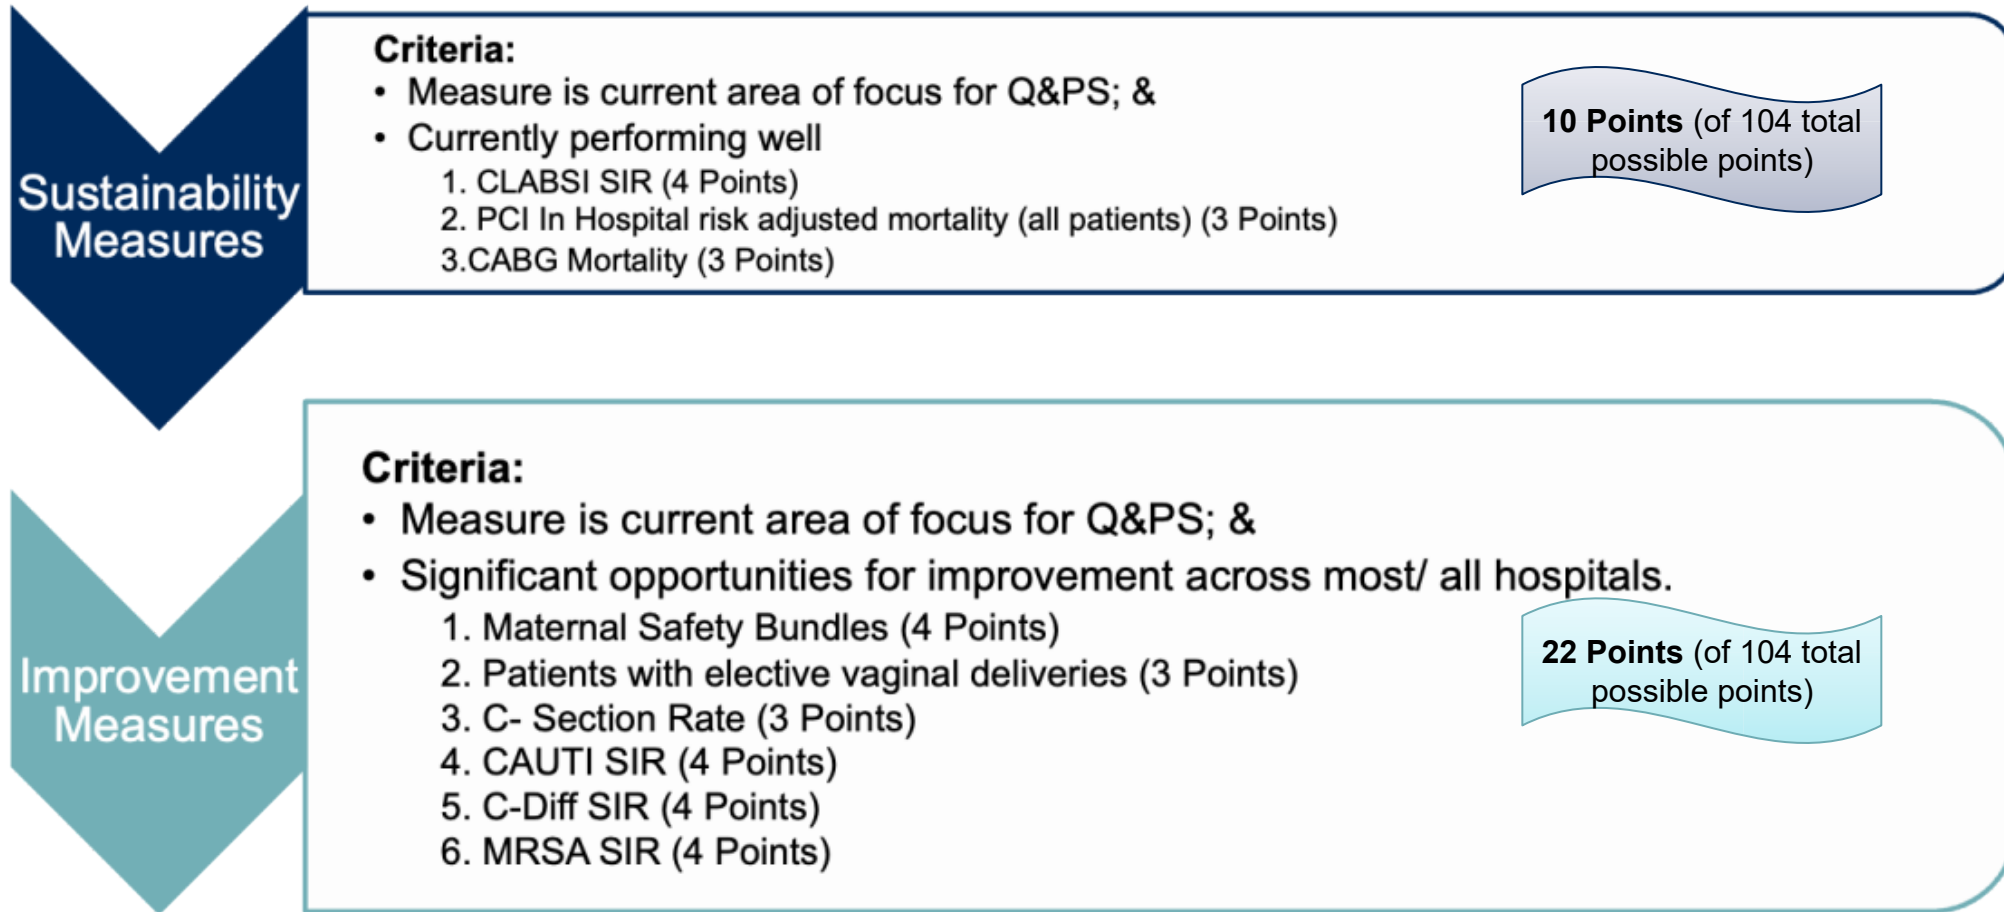 Sustainability
Measures
Criteria:
• Measure is current area of focus for Q&PS; &
• Currently performing well
1. CLABSI SIR (4 Points)
2. PCI In Hospital risk adjusted mortality (all patients) (3 Points)
3.CABG Mortality (3 Points)
10 Points (of 104 total
possible points)
Improvement
Measures
Criteria:
• Measure is current area of focus for Q&PS; &
• Significant opportunities for improvement across most/ all hospitals.
1. Maternal Safety Bundles (4 Points)
2. Patients with elective vaginal deliveries (3 Points)
3. C- Section Rate (3 Points)
4. CAUTI SIR (4 Points)
5. C-Diff SIR (4 Points)
6. MRSA SIR (4 Points)
22 Points (of 104 total
possible points)